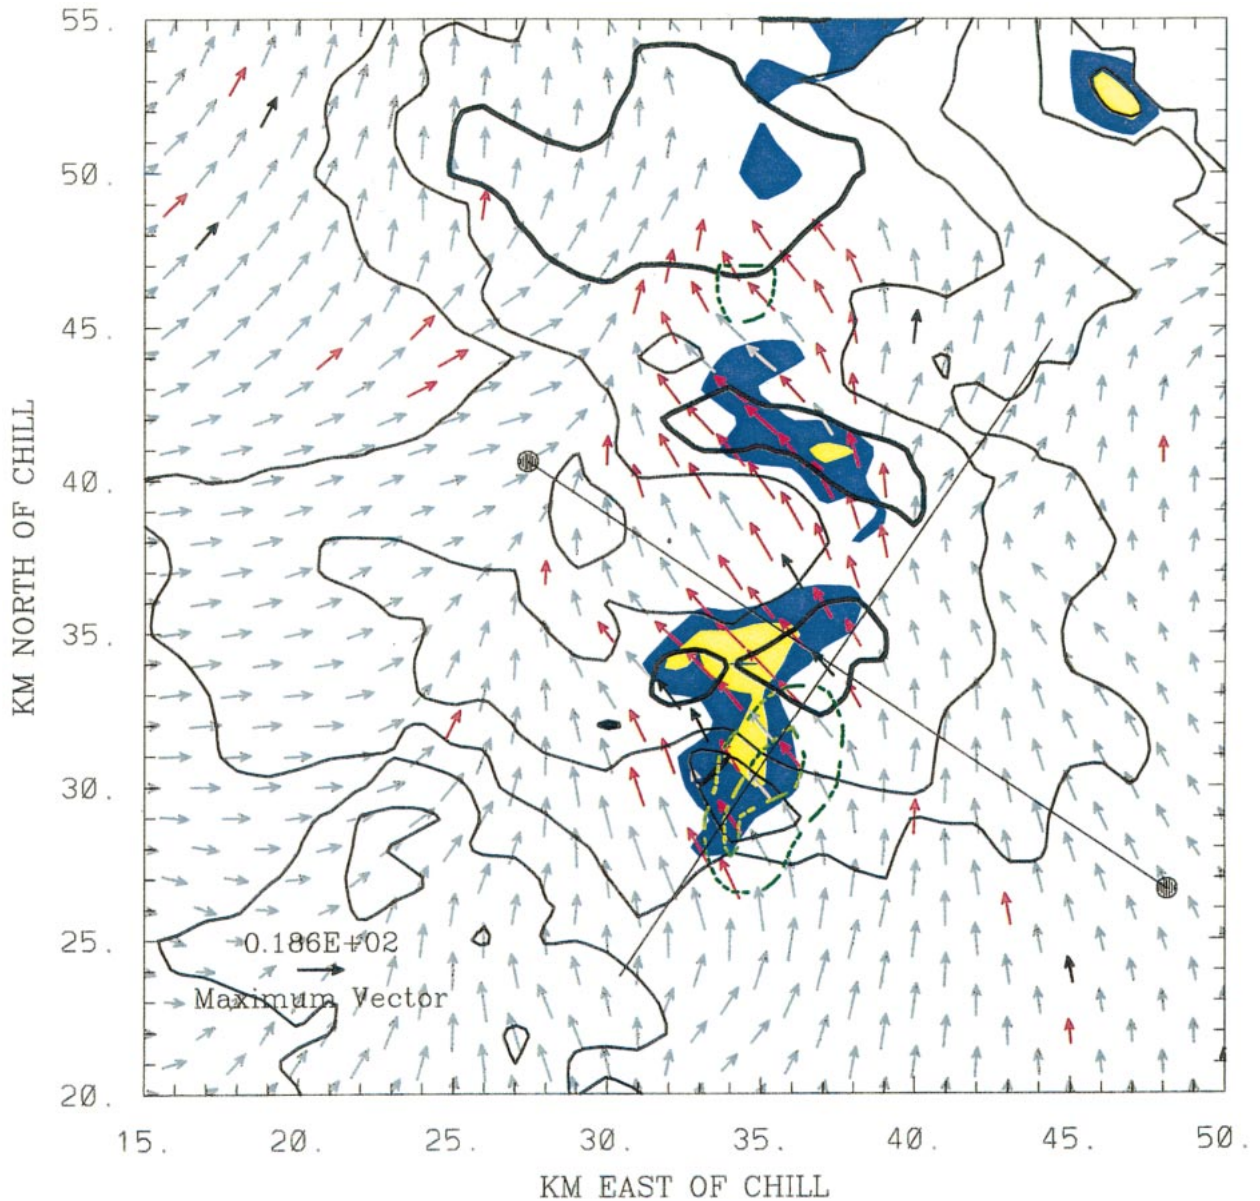 55.
50.
45.
40.
35.
30.
25.
20.
KM NORTH OF CHILL
0.186E+02
Maximum Vector
15. 20. 25. 30. 35. 40. 45. 50.
KM EAST OF CHILL